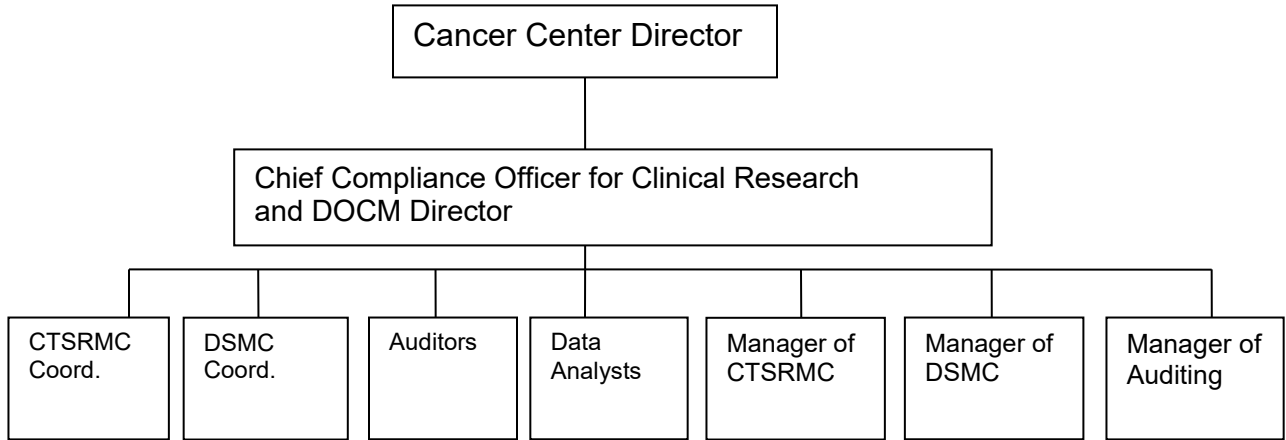 Cancer Center Director
Chief Compliance Officer for Clinical Research
and DOCM Director
CTSRMC
Coord.
DSMC
Coord.
Auditors
Data
Analysts
Manager of
CTSRMC
Manager of
DSMC
Manager of
Auditing